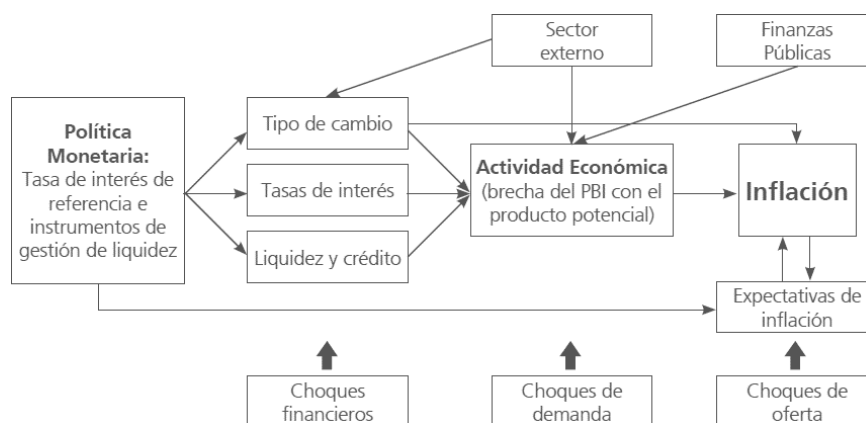 Sector
externo
Finanzas
Públicas
Política
Monetaria:
Tasa de interés de
referencia e
instrumentos de
gestión de liquidez
Tipo de cambio
Tasas de interés
Liquidez y crédito
Actividad Económica
(brecha del PBI con el
producto potencial)
Inflación
Expectativas de
inflación
Choques
financieros
Choques de
demanda
Choques de
oferta